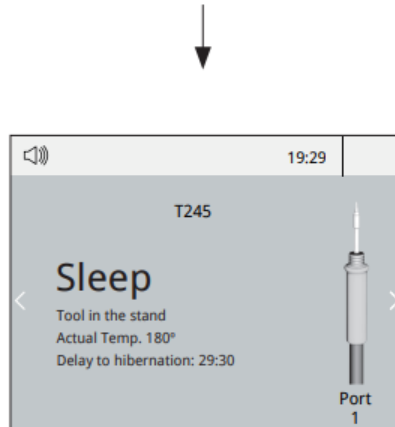 19:29
T245
Sleep
Tool in the stand
Actual Temp. 180º
Delay to hibernation: 29:30
Port
1